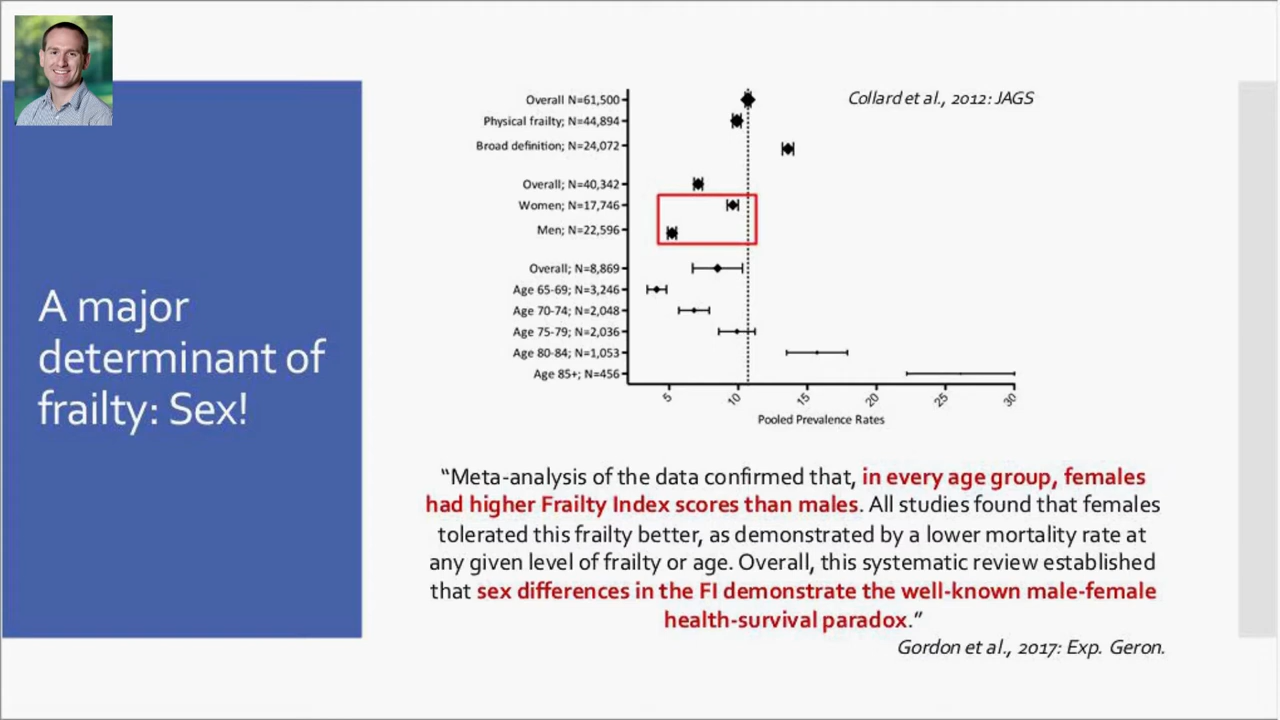 A major
determinant of
frailty: Sex!
Collard et al., 2012: JAGS
Overall N=61,500
Physical frailty; N=44,894
Broad definition; N=24,072
Overall; N=40,342
Women; N=17,746
Men; N=22,596
Overall; N=8,869
Age 65-69; N=3,246
Age 70-74; N=2,048
Age 75-79; N=2,036
Age 80-84; N=1,053
Age 85+; N=456
5 10 15 20 25 30
Pooled Prevalence Rates
“Meta-analysis of the data confirmed that, in every age group, females
had higher Frailty Index scores than males. All studies found that females
tolerated this frailty better, as demonstrated by a lower mortality rate at
any given level of frailty or age. Overall, this systematic review established
that sex differences in the FI demonstrate the well-known male-female
health-survival paradox.”
Gordon et al., 2017: Exp. Geron.